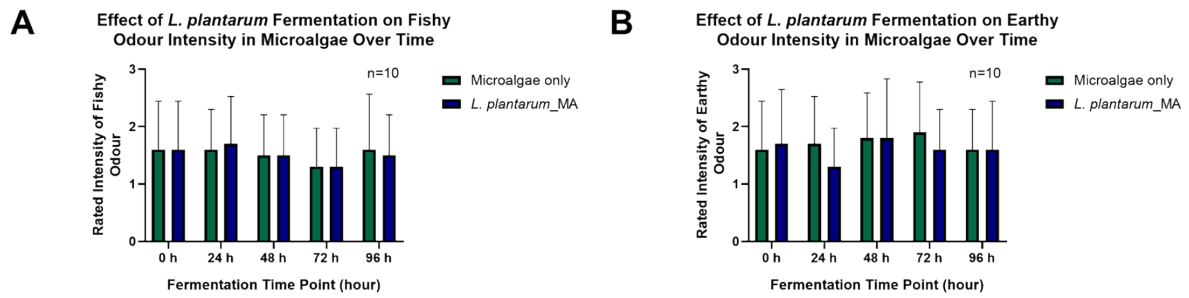 A
Effect of L. plantarum Fermentation on Fishy
Odour Intensity in Microalgae Over Time
n=10
Microalgae only
L. plantarum_MA
Rated Intensity of Fishy
Odour
3
2
1
0
0 h 24 h 48 h 72 h 96 h
Fermentation Time Point (hour)
B
Effect of L. plantarum Fermentation on Earthy
Odour Intensity in Microalgae Over Time
n=10
Microalgae only
L. plantarum_MA
Rated Intensity of Earthy
Odour
3
2
1
0
0 h 24 h 48 h 72 h 96 h
Fermentation Time Point (hour)